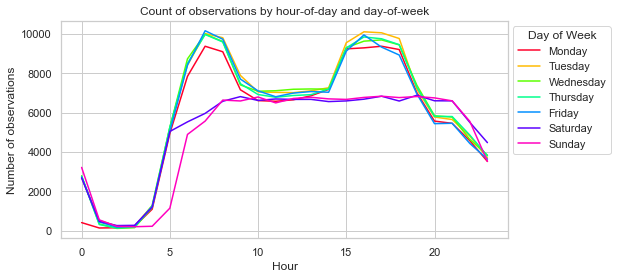 Count of observations by hour-of-day and day-of-week
Number of observations
10000
8000
6000
4000
2000
0
0
5
10
15
20
Hour
Day of Week
Monday
Tuesday
Wednesday
Thursday
Friday
Saturday
Sunday